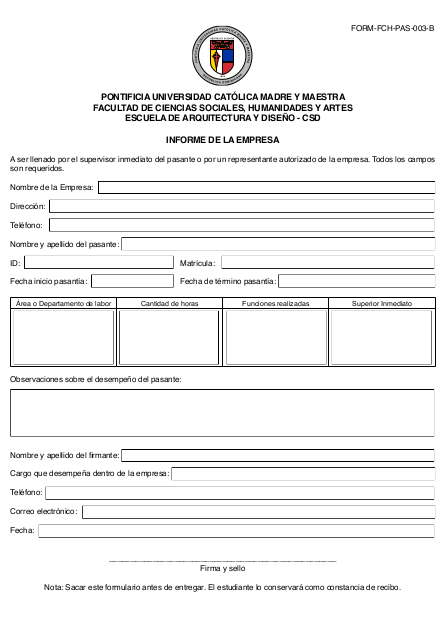 FORM-FCH-PAS-003-B
PONTIFICIA UNIVERSIDAD CATÓLICA MADRE Y MAESTRA
FACULTAD DE CIENCIAS SOCIALES, HUMANIDADES Y ARTES
ESCUELA DE ARQUITECTURA Y DISEÑO - CSD
INFORME DE LA EMPRESA
A ser llenado por el supervisor inmediato del pasante o por un representante autorizado de la empresa. Todos los campos
son requeridos.
Nombre de la Empresa:
Dirección:
Teléfono:
Nombre y apellido del pasante:
ID: Matrícula:
Fecha inicio pasantía: Fecha de término pasantía:
Área o Departamento de labor Cantidad de horas Funciones realizadas Superior Inmediato
Observaciones sobre el desempeño del pasante:
Nombre y apellido del firmante:
Cargo que desempeña dentro de la empresa:
Teléfono:
Correo electrónico:
Fecha:
Firma y sello
Nota: Sacar este formulario antes de entregar. El estudiante lo conservará como constancia de recibo.